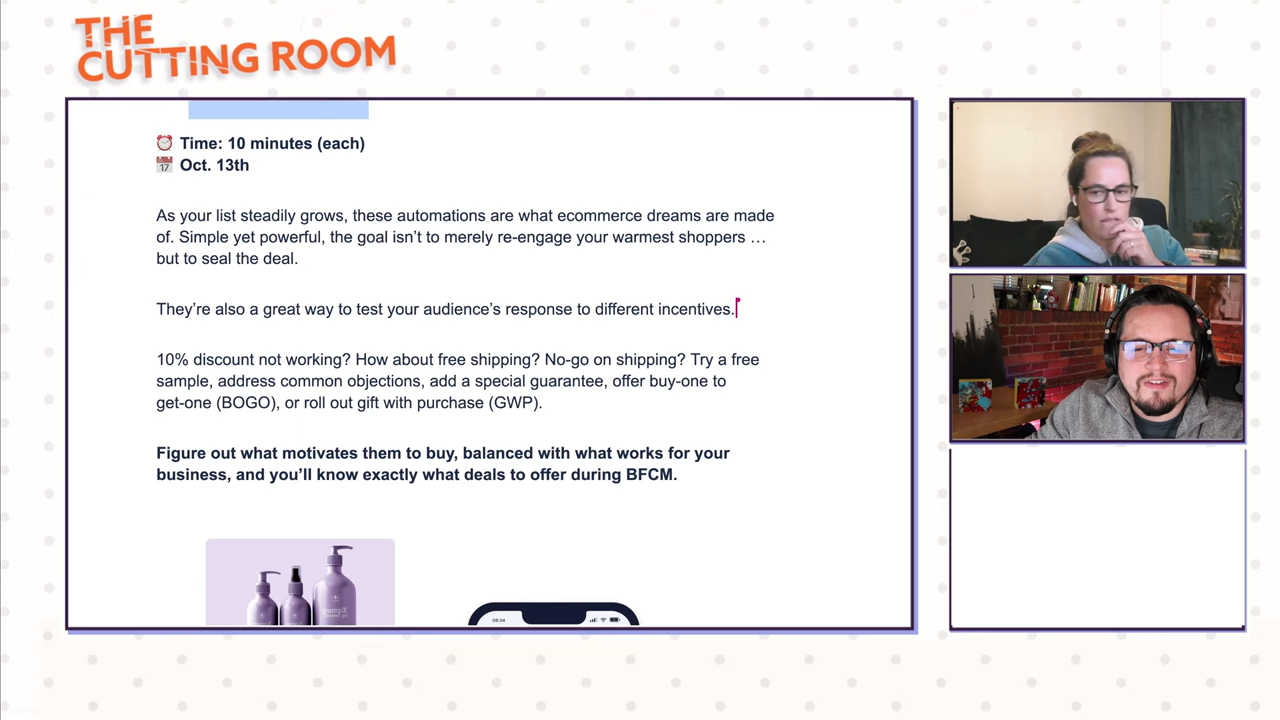 THE
CUTTING ROOM
⏰ Time: 10 minutes (each)
📅 Oct. 13th
As your list steadily grows, these automations are what ecommerce dreams are made
of. Simple yet powerful, the goal isn’t to merely re-engage your warmest shoppers …
but to seal the deal.
They’re also a great way to test your audience’s response to different incentives.
10% discount not working? How about free shipping? No-go on shipping? Try a free
sample, address common objections, add a special guarantee, offer buy-one to
get-one (BOGO), or roll out gift with purchase (GWP).
Figure out what motivates them to buy, balanced with what works for your
business, and you’ll know exactly what deals to offer during BFCM.
08:34